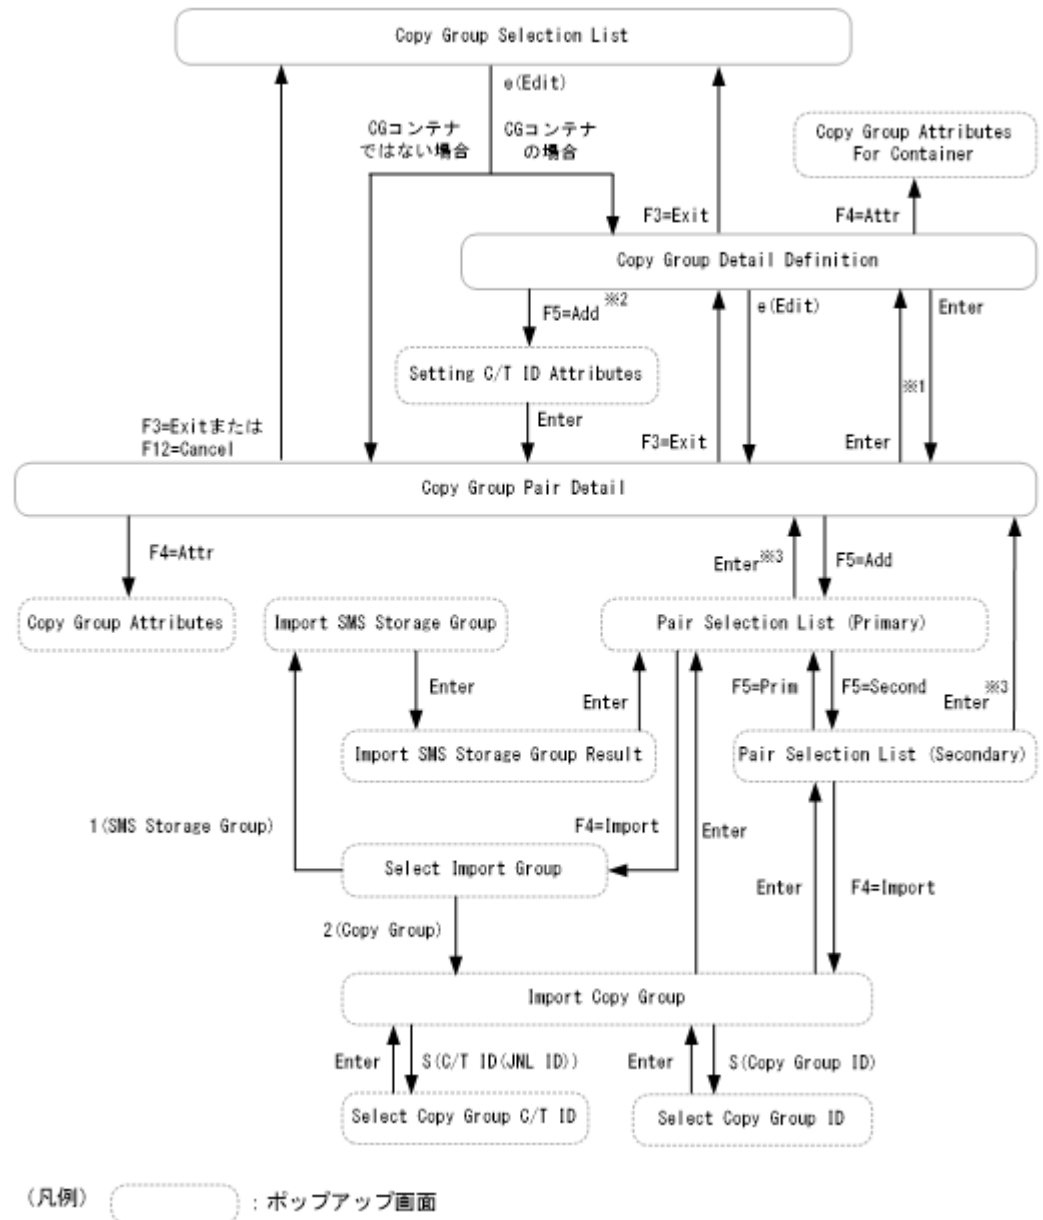 Copy Group Selection List
e(Edit)
CGコンテナ
ではない場合
CGコンテナ
の場合
Copy Group Attributes
For Container
F3=Exit
F4=Attr
Copy Group Detail Definition
F5=Add※2
e(Edit)
Enter
Setting C/T ID Attributes
※1
Enter
F3=Exitまたは
F12=Cancel
F3=Exit
Enter
Copy Group Pair Detail
F4=Attr
Enter※3
F5=Add
Copy Group Attributes
Import SMS Storage Group
Pair Selection List (Primary)
Enter
Enter
F5=Prim
F5=Second
Enter※3
Import SMS Storage Group Result
Pair Selection List (Secondary)
1(SMS Storage Group)
F4=Import
Enter
Select Import Group
Enter
F4=Import
2(Copy Group)
Import Copy Group
Enter
S(C/T ID(JNL ID))
Enter
S(Copy Group ID)
Select Copy Group C/T ID
Select Copy Group ID
(凡例)
:ポップアップ画面